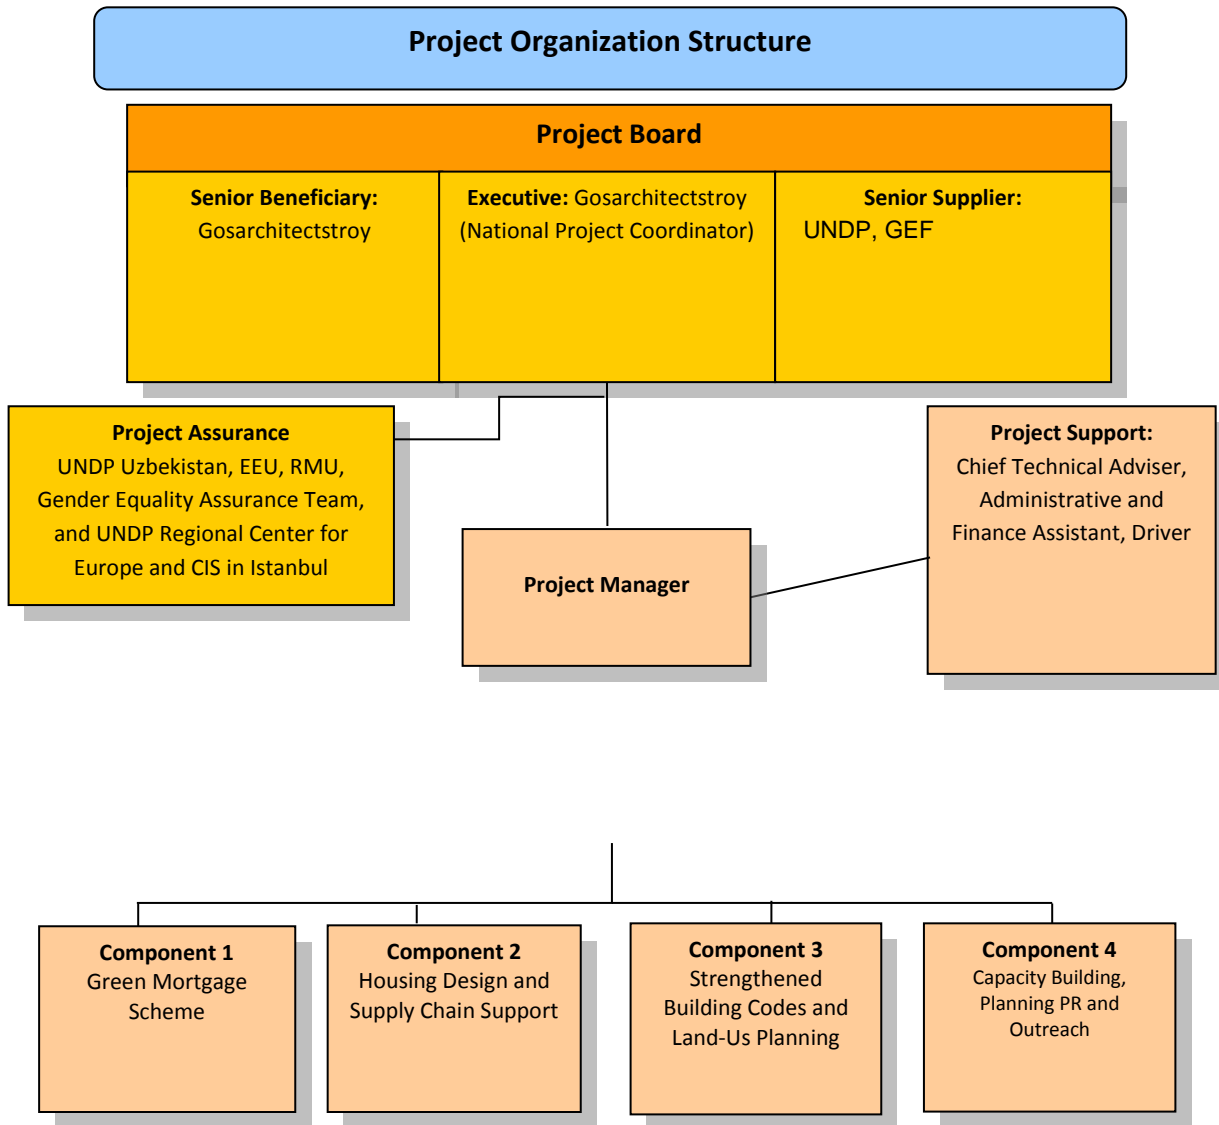 Project Organization Structure
Project Board
Senior Beneficiary:
Gosarchitectstroy
Executive: Gosarchitectstroy
(National Project Coordinator)
Senior Supplier:
UNDP, GEF
Project Assurance
UNDP Uzbekistan, EEU, RMU,
Gender Equality Assurance Team,
and UNDP Regional Center for
Europe and CIS in Istanbul
Project Manager
Project Support:
Chief Technical Adviser,
Administrative and
Finance Assistant, Driver
Component 1
Green Mortgage
Scheme
Component 2
Housing Design and
Supply Chain Support
Component 3
Strengthened
Building Codes and
Land-Us Planning
Component 4
Capacity Building,
Planning PR and
Outreach